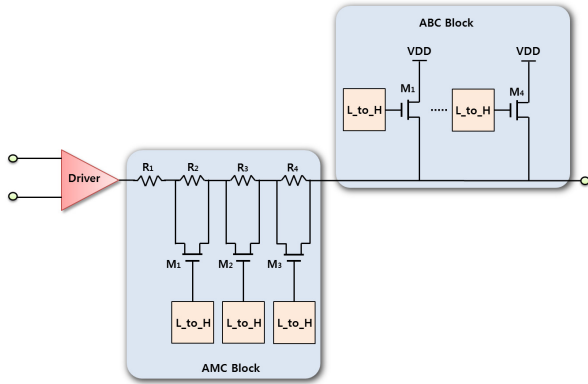 ABC Block
VDD
VDD
M1
M4
L_to_H
L_to_H
Driver
R1
R2
R3
R4
M1
M2
M3
L_to_H
L_to_H
L_to_H
AMC Block